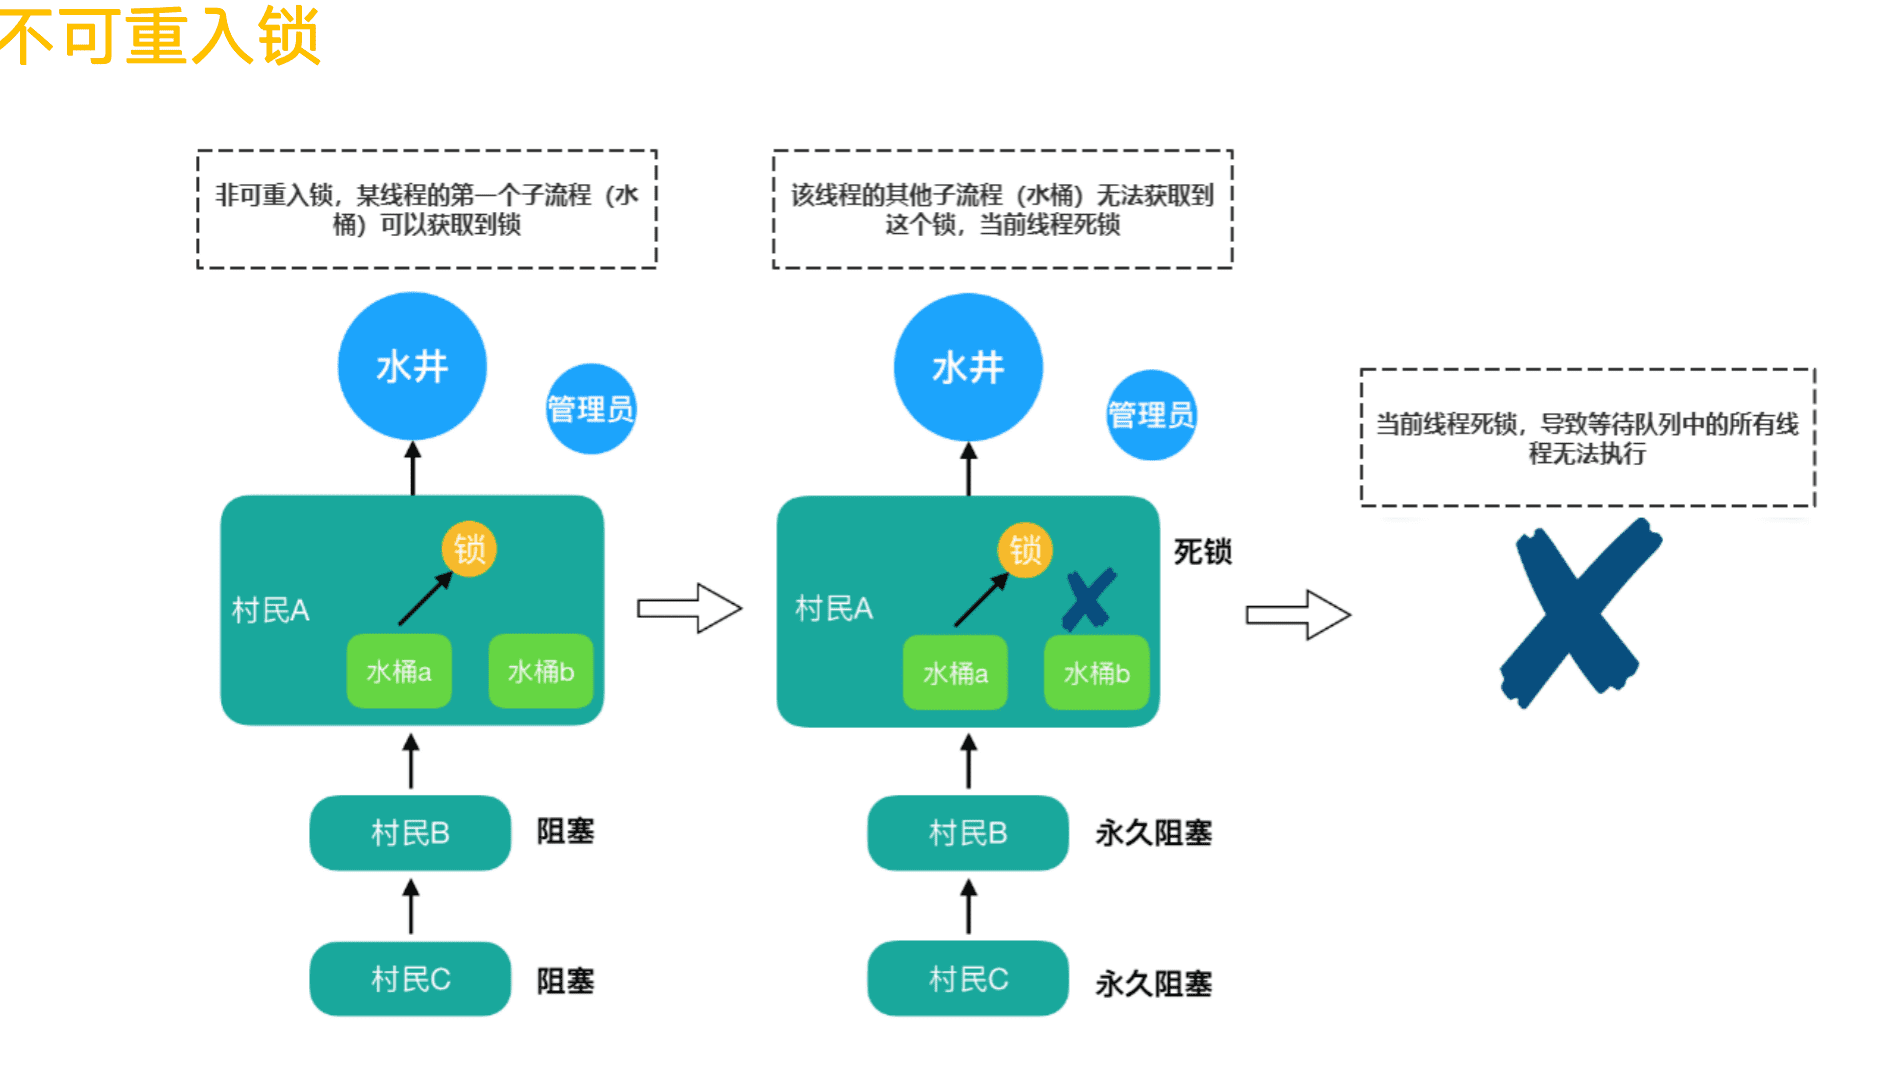 不可重入锁
非可重入锁，某线程的第一个子流程（水
桶）可以获取到锁
水井
管理员
锁
村民A
水桶a
水桶b
村民B
阻塞
村民C
阻塞
该线程的其他子流程（水桶）无法获取到
这个锁，当前线程死锁
水井
管理员
锁
死锁
村民A
水桶a
水桶b
村民B
永久阻塞
村民C
永久阻塞
当前线程死锁，导致等待队列中的所有线
程无法执行